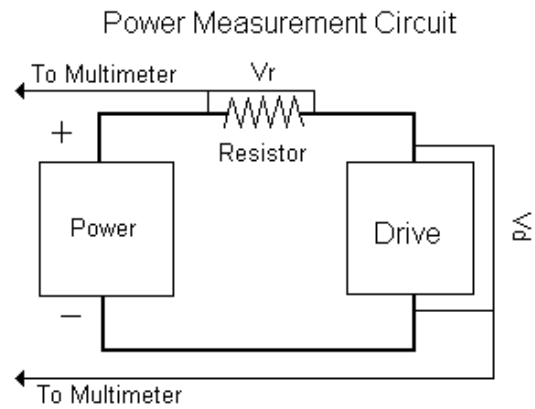 Power Measurement Circuit
To Multimeter
Vr
+
Resistor
Power
Drive
Vd
−
To Multimeter